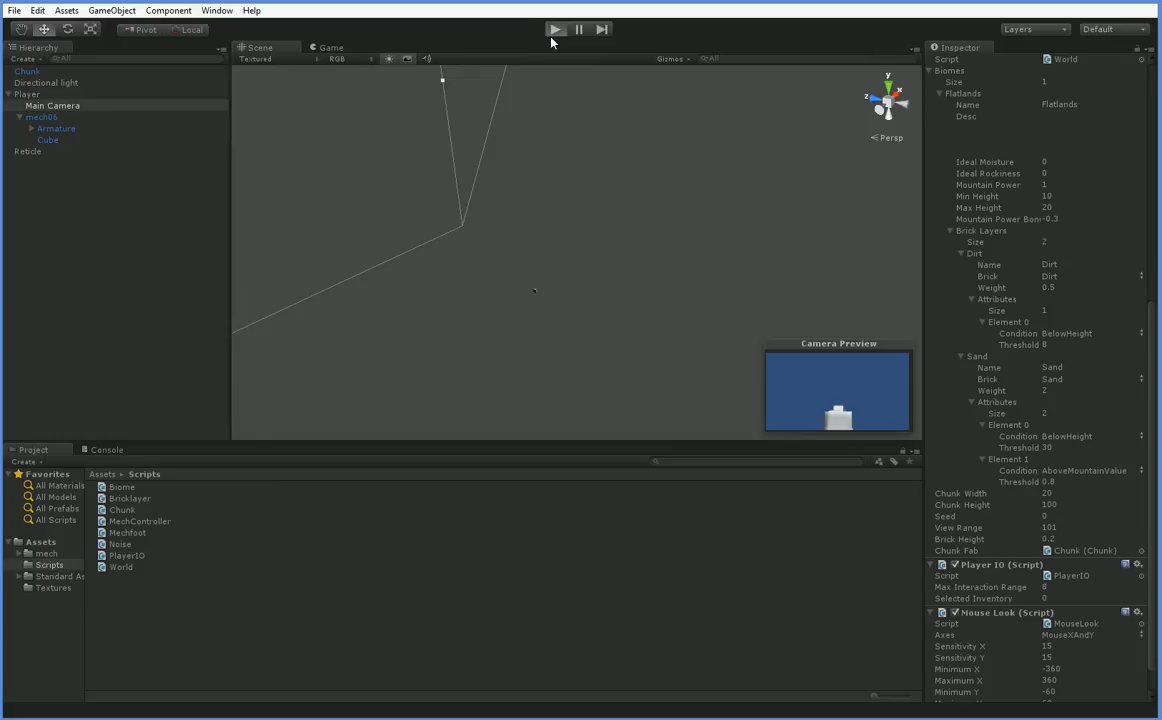 File Edit Assets GameObject Component Window Help
Pivot Local Layers Default
Hierarchy
Create All
Chunk
Directional light
Player
Main Camera
mech06
Armature
Cube
Reticle
Scene Game
Textured RGB Gizmos All
y
x
z
Persp
Camera Preview
Project Console
Create
Favorites
All Materials
All Models
All Prefabs
All Scripts
Assets
mech
Scripts
Standard As
Textures
Assets Scripts
Biome
Bricklayer
Chunk
MechController
Mechfoot
Noise
PlayerIO
World
Inspector
Script World
Biomes
Size 1
Flatlands
Name Flatlands
Desc
Ideal Moisture 0
Ideal Rockiness 0
Mountain Power 1
Min Height 10
Max Height 20
Mountain Power Bon -0.3
Brick Layers
Size 2
Dirt
Name Dirt
Brick Dirt
Weight 0.5
Attributes
Size 1
Element 0
Condition BelowHeight
Threshold 8
Sand
Name Sand
Brick Sand
Weight 2
Attributes
Size 2
Element 0
Condition BelowHeight
Threshold 30
Element 1
Condition AboveMountainValue
Threshold 0.8
Chunk Width 20
Chunk Height 100
Seed 0
View Range 101
Brick Height 0.2
Chunk Fab Chunk (Chunk)
Player IO (Script)
Script PlayerIO
Max Interaction Range 8
Selected Inventory 0
Mouse Look (Script)
Script MouseLook
Axes MouseXAndY
Sensitivity X 15
Sensitivity Y 15
Minimum X -360
Maximum X 360
Minimum Y -60